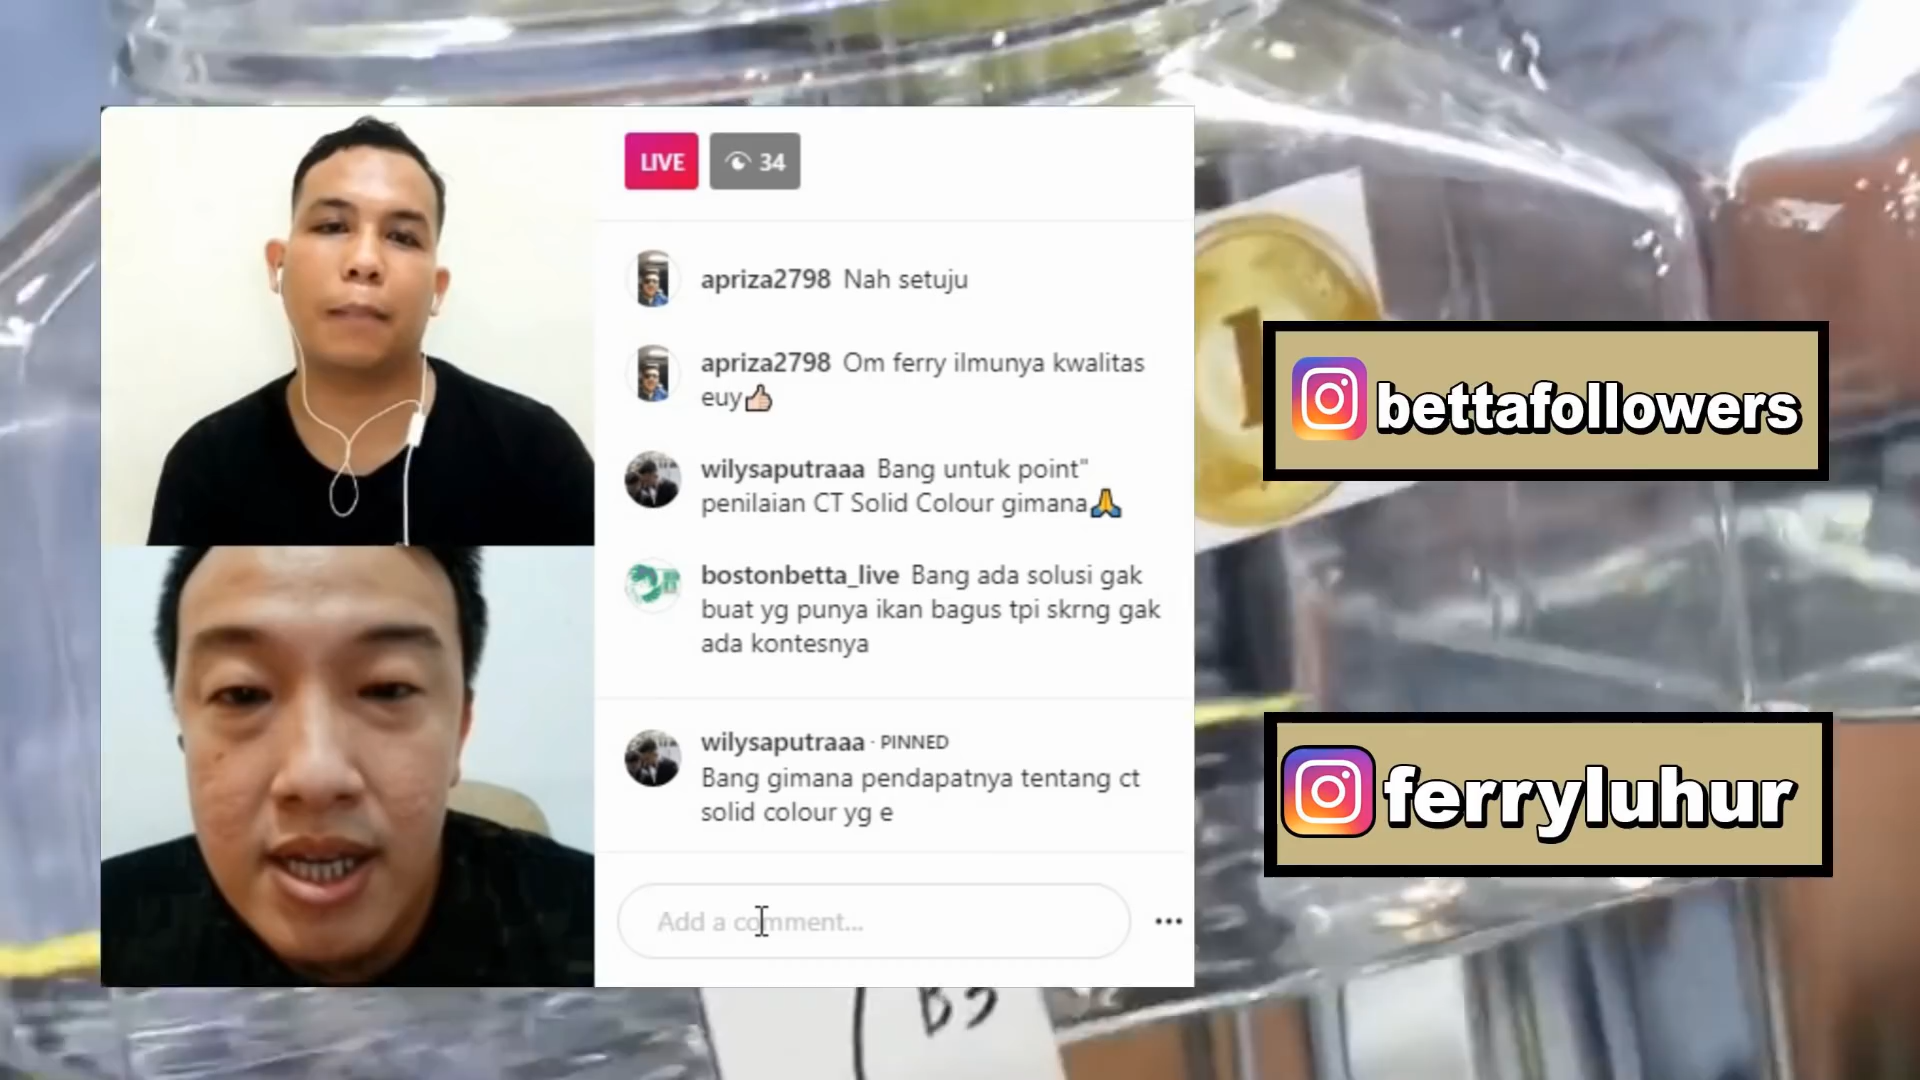 LIVE 34
apriza2798 Nah setuju
apriza2798 Om ferry ilmunya kwalitas
euy👍
wilysaputraaa Bang untuk point"
penilaian CT Solid Colour gimana🙏
bostonbetta_live Bang ada solusi gak
buat yg punya ikan bagus tpi skrng gak
ada kontesnya
wilysaputraaa · PINNED
Bang gimana pendapatnya tentang ct
solid colour yg e
Add a comment...
bettafollowers
ferryluhur